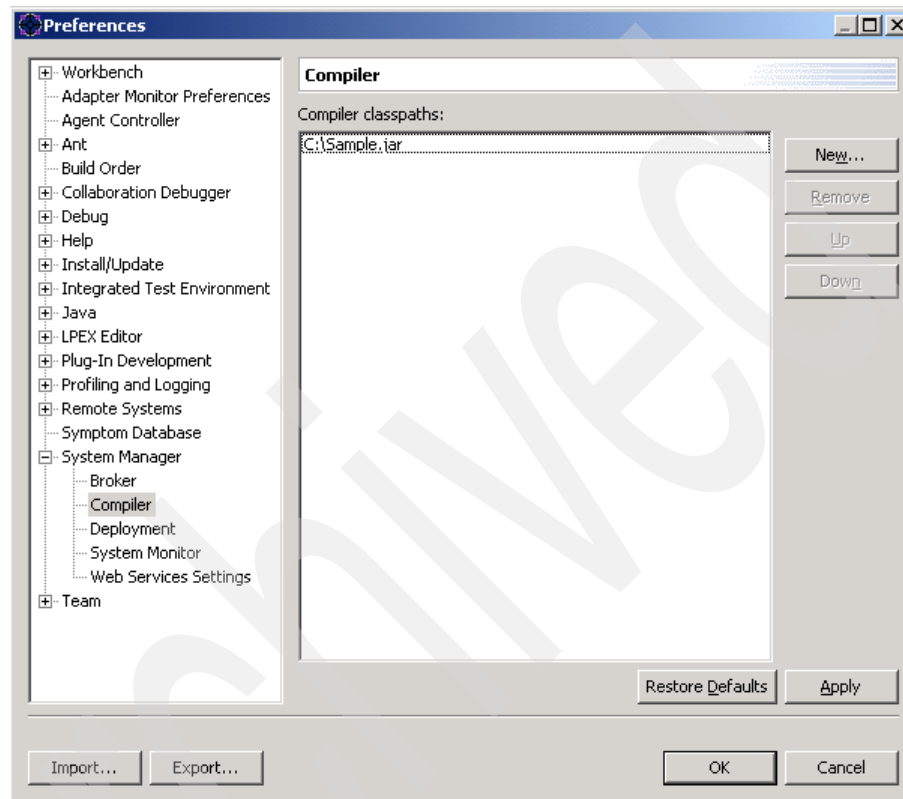 Preferences
Workbench
Adapter Monitor Preferences
Agent Controller
Ant
Build Order
Collaboration Debugger
Debug
Help
Install/Update
Integrated Test Environment
Java
LPEX Editor
Plug-In Development
Profiling and Logging
Remote Systems
Symptom Database
System Manager
Broker
Compiler
Deployment
System Monitor
Web Services Settings
Team
Compiler
Compiler classpaths:
C:\Sample.jar
New...
Remove
Up
Down
Restore Defaults
Apply
Import...
Export...
OK
Cancel
hived